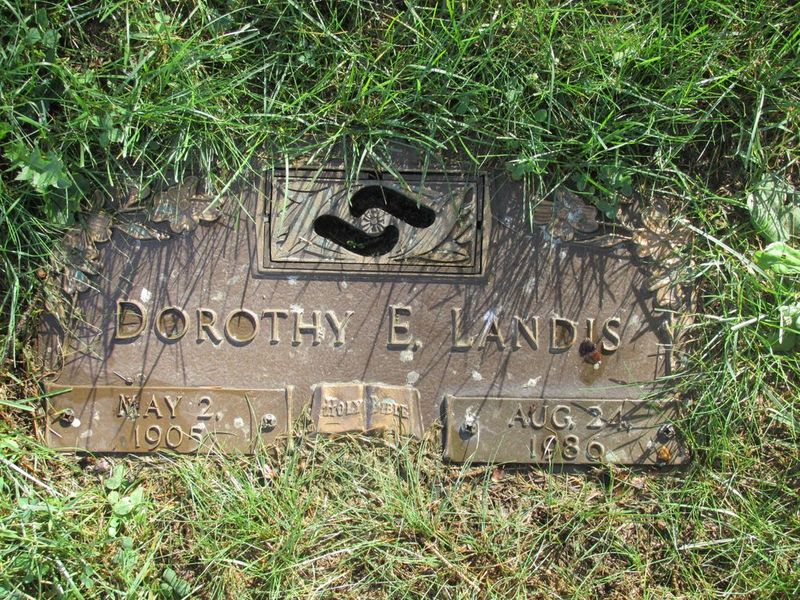 DOROTHY E. LANDIS
MAY 2,
1905
HOLY BIBLE
AUG. 24,
1980